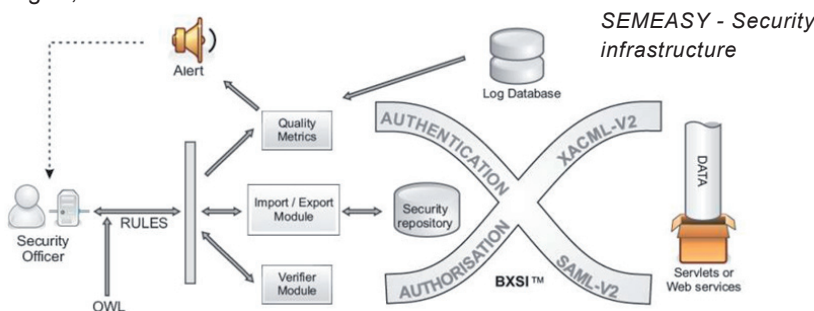 SEMEASY - Security
infrastructure
Alert
Log Database
Quality
Metrics
AUTHENTICATION
XACML-V2
DATA
RULES
Import / Export
Module
Security
repository
Security
Officer
Verifier
Module
AUTHORISATION
BXSI™
SAML-V2
Servlets or
Web services
OWL